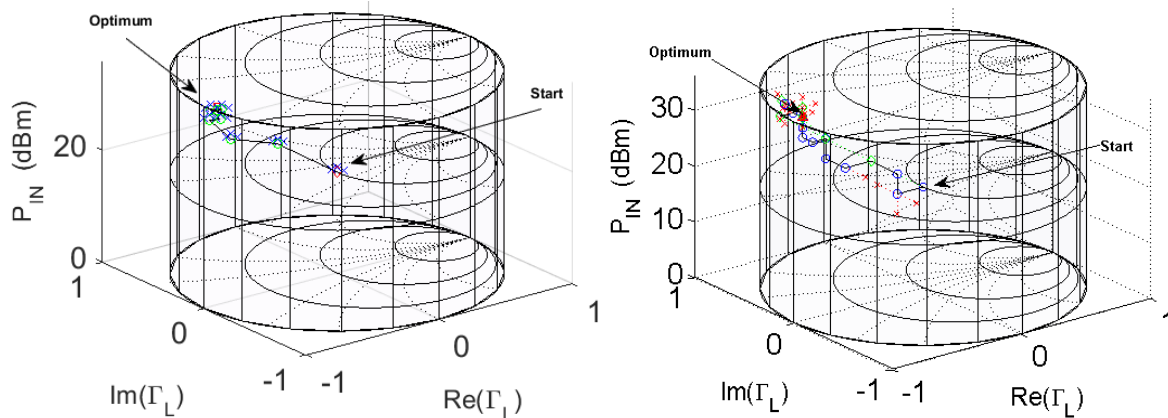 Optimum
Start
P_IN (dBm)
20
0
1
0
-1
-1
0
1
Im(Γ_L)
Re(Γ_L)
Optimum
Start
P_IN (dBm)
30
20
10
0
1
0
-1
-1
0
1
Im(Γ_L)
Re(Γ_L)